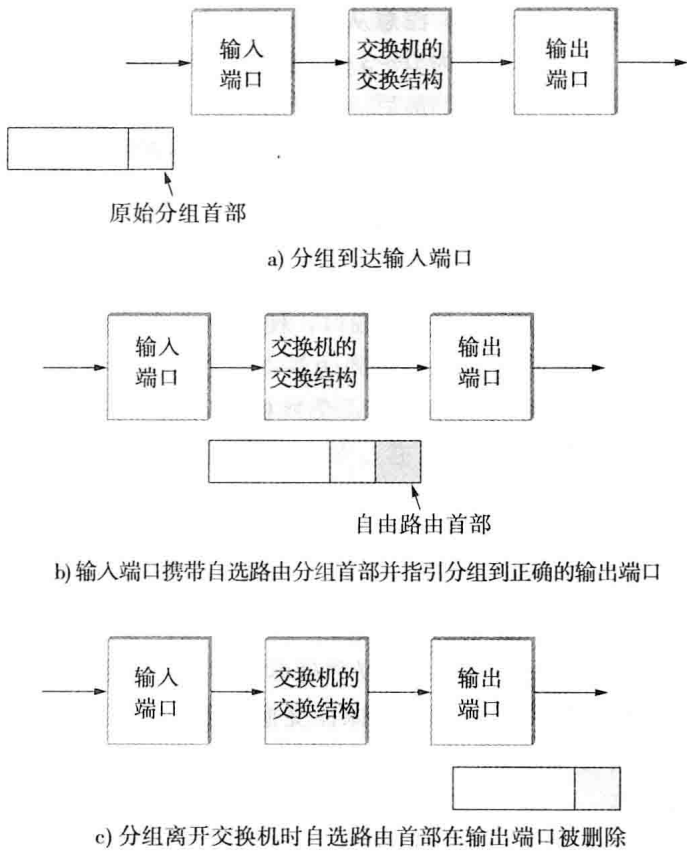 输入
端口
交换机的
交换结构
输出
端口
原始分组首部
a) 分组到达输入端口
输入
端口
交换机的
交换结构
输出
端口
自由路由首部
b) 输入端口携带自选路由分组首部并指引分组到正确的输出端口
输入
端口
交换机的
交换结构
输出
端口
c) 分组离开交换机时自选路由首部在输出端口被删除